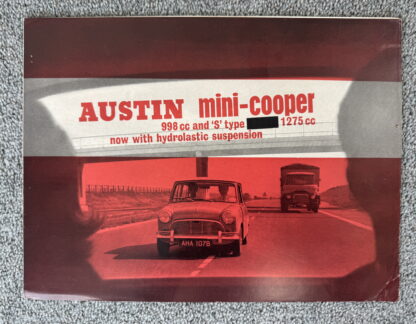 AUSTIN mini-cooper
998 cc and 'S' type 1275 cc
now with hydrolastic suspension
AHA 107B